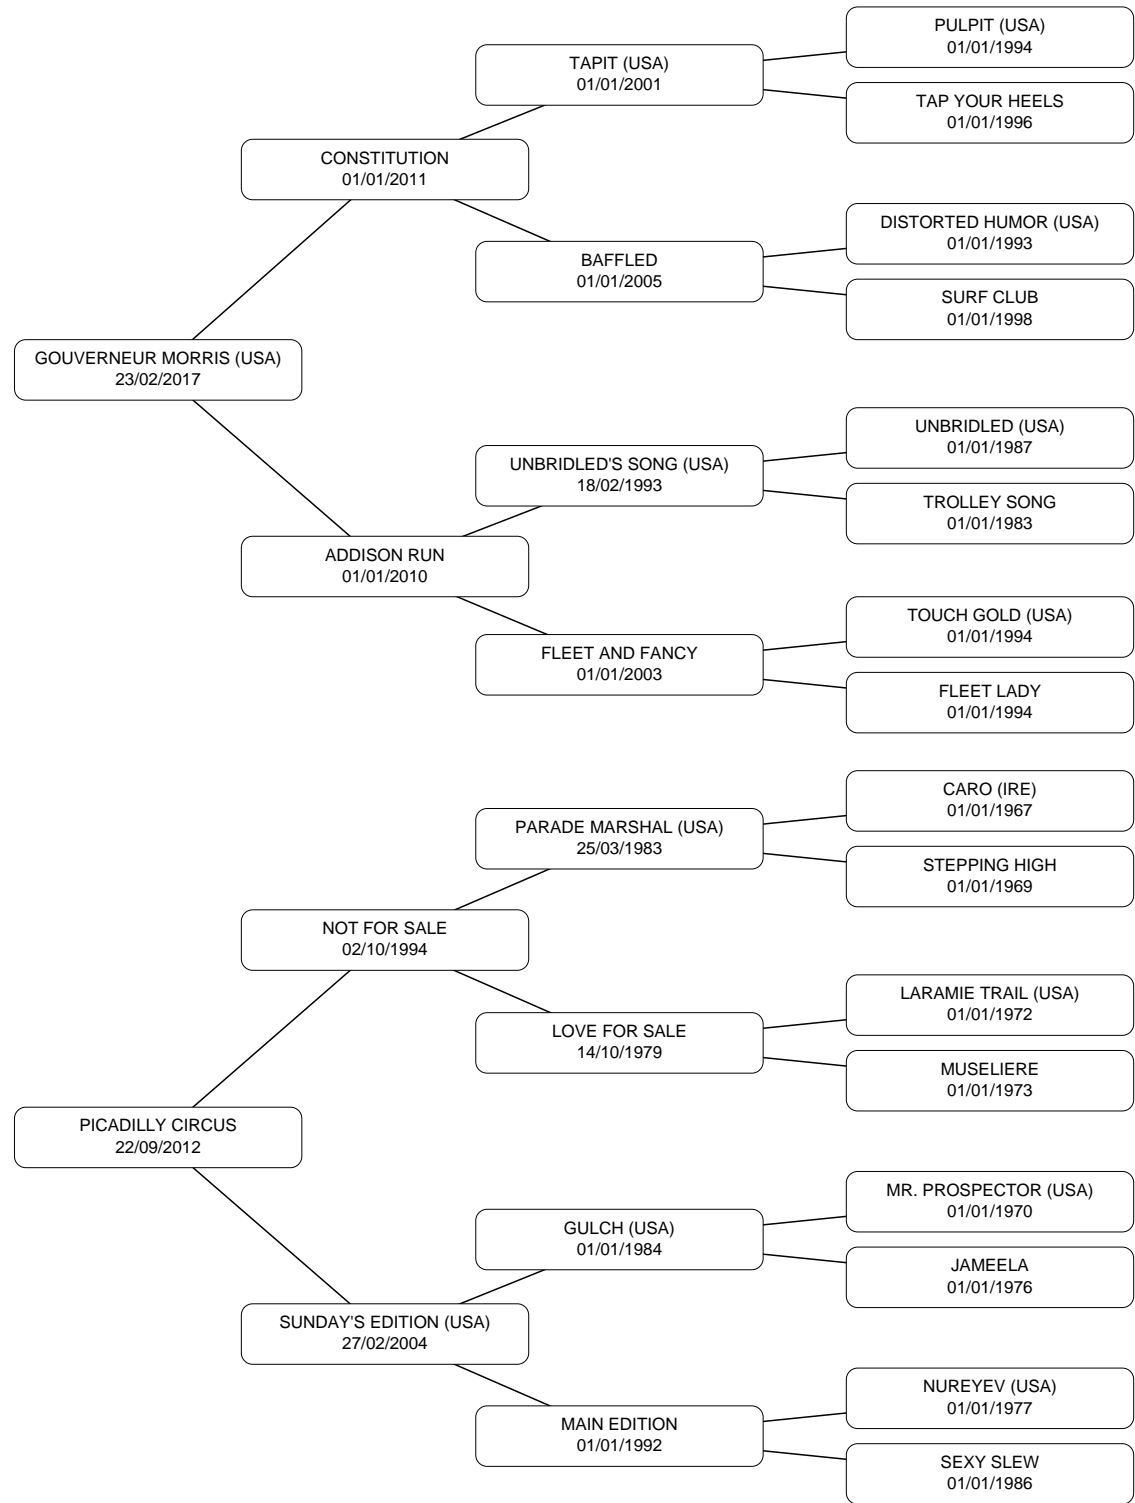 PULPIT (USA)
01/01/1994
TAPIT (USA)
01/01/2001
TAP YOUR HEELS
01/01/1996
CONSTITUTION
01/01/2011
DISTORTED HUMOR (USA)
01/01/1993
BAFFLED
01/01/2005
SURF CLUB
01/01/1998
GOUVERNEUR MORRIS (USA)
23/02/2017
UNBRIDLED (USA)
01/01/1987
UNBRIDLED'S SONG (USA)
18/02/1993
TROLLEY SONG
01/01/1983
ADDISON RUN
01/01/2010
TOUCH GOLD (USA)
01/01/1994
FLEET AND FANCY
01/01/2003
FLEET LADY
01/01/1994
CARO (IRE)
01/01/1967
PARADE MARSHAL (USA)
25/03/1983
STEPPING HIGH
01/01/1969
NOT FOR SALE
02/10/1994
LARAMIE TRAIL (USA)
01/01/1972
LOVE FOR SALE
14/10/1979
MUSELIERE
01/01/1973
PICADILLY CIRCUS
22/09/2012
MR. PROSPECTOR (USA)
01/01/1970
GULCH (USA)
01/01/1984
JAMEELA
01/01/1976
SUNDAY'S EDITION (USA)
27/02/2004
NUREYEV (USA)
01/01/1977
MAIN EDITION
01/01/1992
SEXY SLEW
01/01/1986